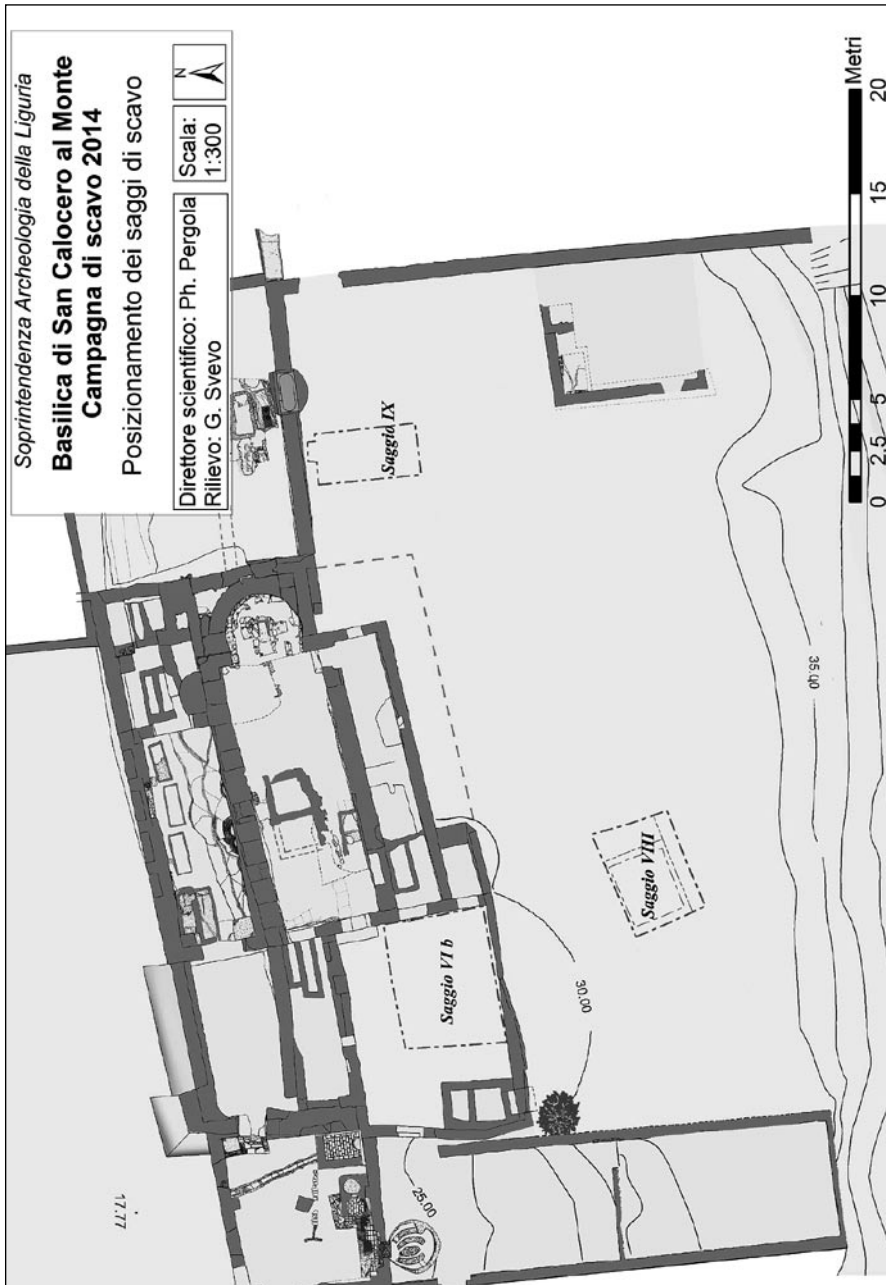 Soprintendenza Archeologia della Liguria
Basilica di San Calocero al Monte
Campagna di scavo 2014
Posizionamento dei saggi di scavo
Direttore scientifico: Ph. Pergola
Rilievo: G. Svevo
Scala:
1:300
N
Saggio IX
Saggio VIII
Saggio VI b
35.00
30.00
25.00
17.77
Metri
0 2.5 5 10 15 20